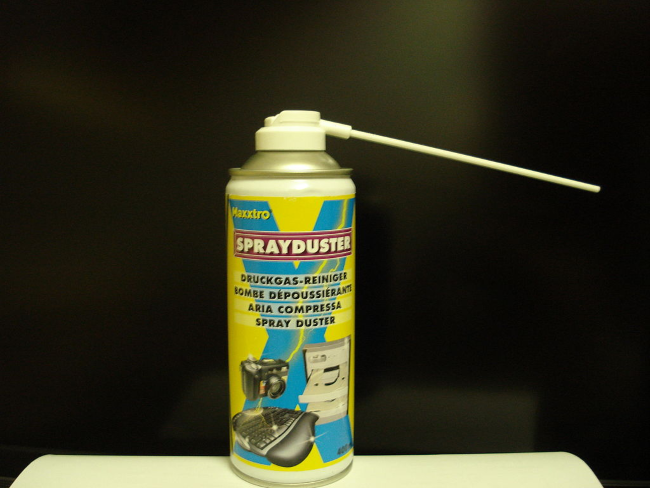 Maxxtro
SPRAYDUSTER
DRUCKGAS-REINIGER
BOMBE DÉPOUSSIÉRANTE
ARIA COMPRESSA
SPRAY DUSTER